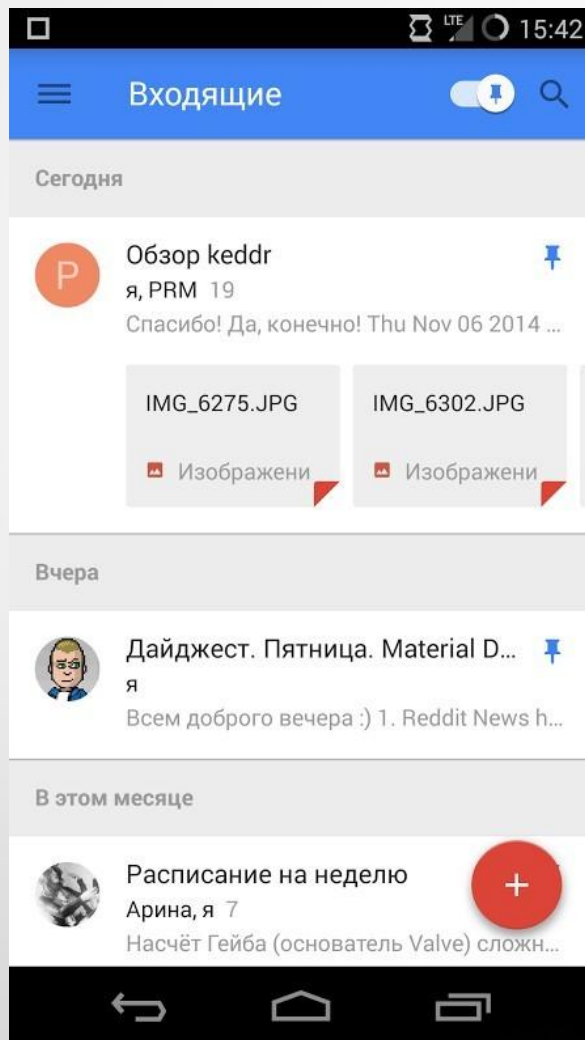 LTE 15:42
Входящие
Сегодня
P
Обзор keddr
я, PRM 19
Спасибо! Да, конечно! Thu Nov 06 2014 ...
IMG_6275.JPG
IMG_6302.JPG
Изображени
Изображени
Вчера
Дайджест. Пятница. Material D...
я
Всем доброго вечера :) 1. Reddit News h...
В этом месяце
Расписание на неделю
Арина, я 7
Насчёт Гейба (основатель Valve) сложн...